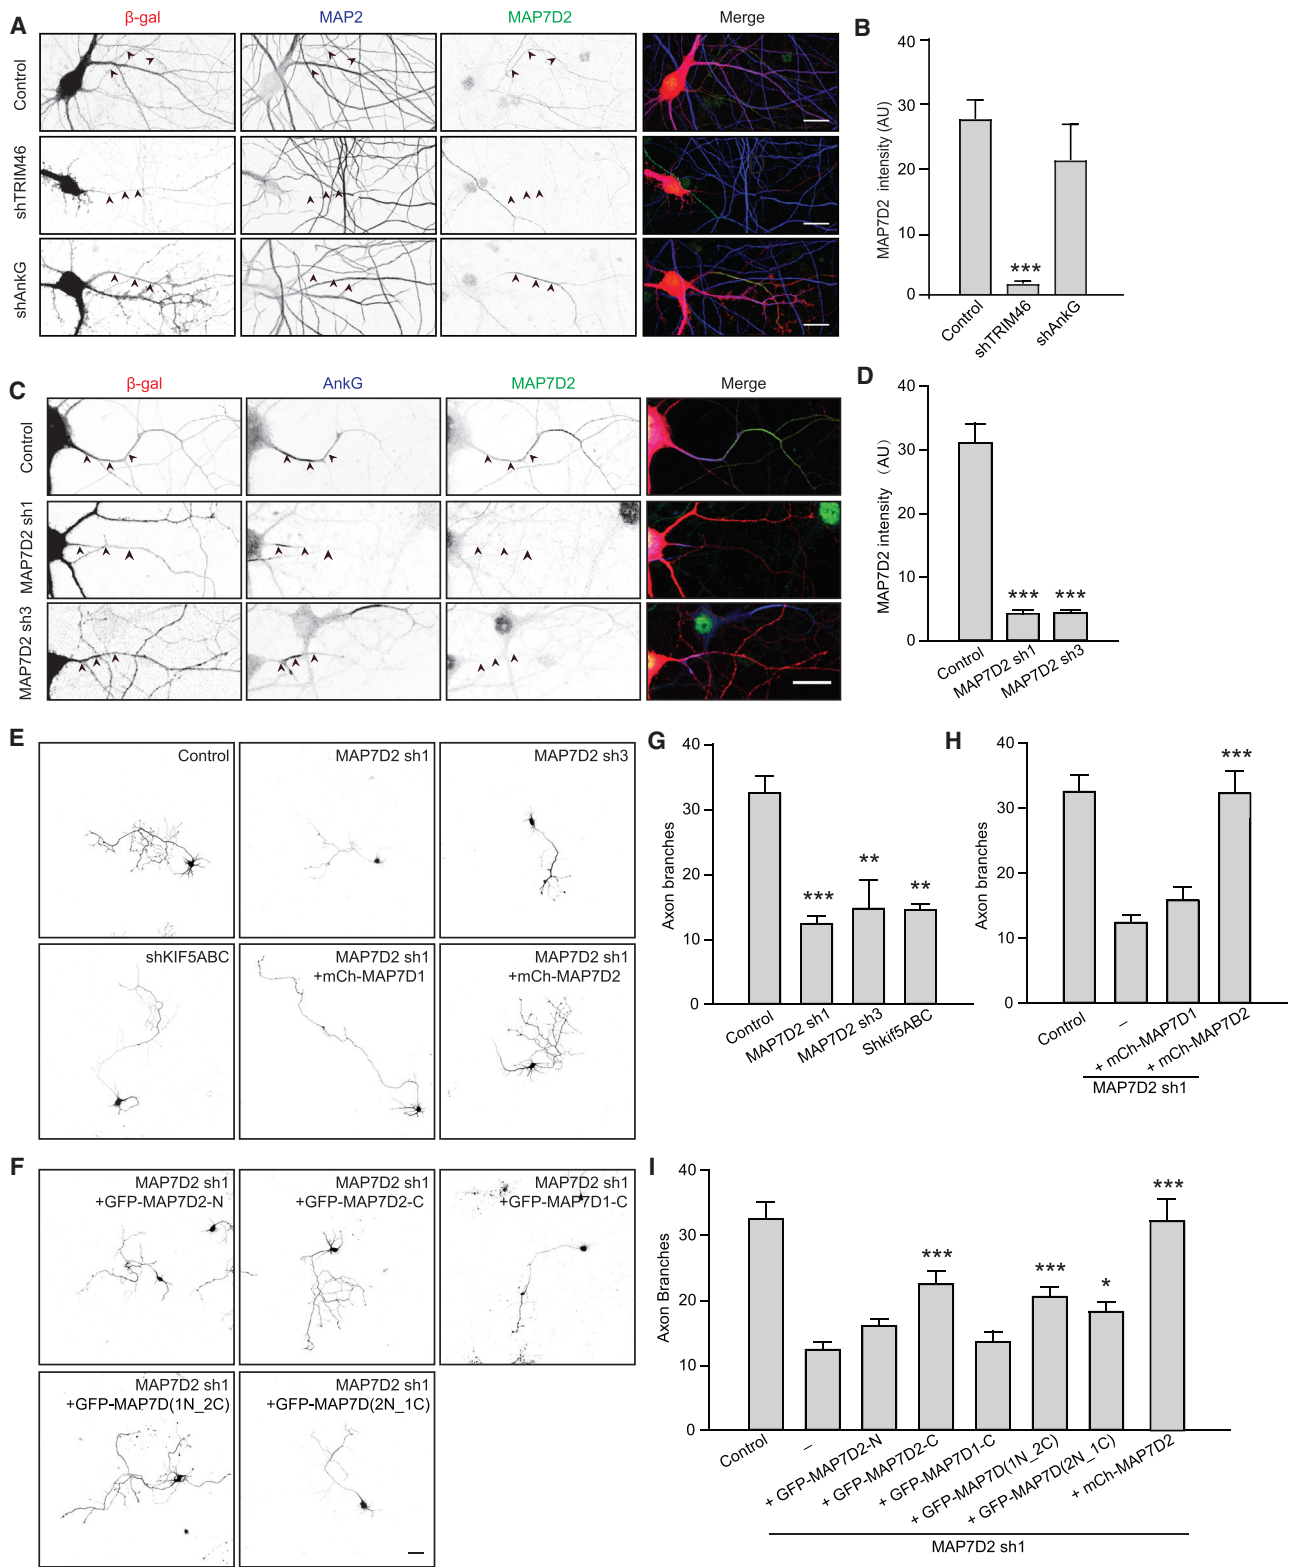 A
β-gal
MAP2
MAP7D2
Merge
Control
shTRIM46
shAnkG
B
MAP7D2 intensity (AU)
40
30
20
10
0
***
Control
shTRIM46
shAnkG
C
β-gal
AnkG
MAP7D2
Merge
Control
MAP7D2 sh1
MAP7D2 sh3
D
MAP7D2 intensity (AU)
40
30
20
10
0
***
***
Control
MAP7D2 sh1
MAP7D2 sh3
E
Control
MAP7D2 sh1
MAP7D2 sh3
shKIF5ABC
MAP7D2 sh1
+mCh-MAP7D1
MAP7D2 sh1
+mCh-MAP7D2
F
MAP7D2 sh1
+GFP-MAP7D2-N
MAP7D2 sh1
+GFP-MAP7D2-C
MAP7D2 sh1
+GFP-MAP7D1-C
MAP7D2 sh1
+GFP-MAP7D(1N_2C)
MAP7D2 sh1
+GFP-MAP7D(2N_1C)
G
Axon branches
40
30
20
10
0
***
**
**
Control
MAP7D2 sh1
MAP7D2 sh3
Shkif5ABC
H
Axon branches
40
30
20
10
0
***
Control
–
+ mCh-MAP7D1
+ mCh-MAP7D2
MAP7D2 sh1
I
Axon Branches
40
30
20
10
0
***
***
*
***
Control
–
+ GFP-MAP7D2-N
+ GFP-MAP7D2-C
+ GFP-MAP7D1-C
+ GFP-MAP7D(1N_2C)
+ GFP-MAP7D(2N_1C)
+ mCh-MAP7D2
MAP7D2 sh1